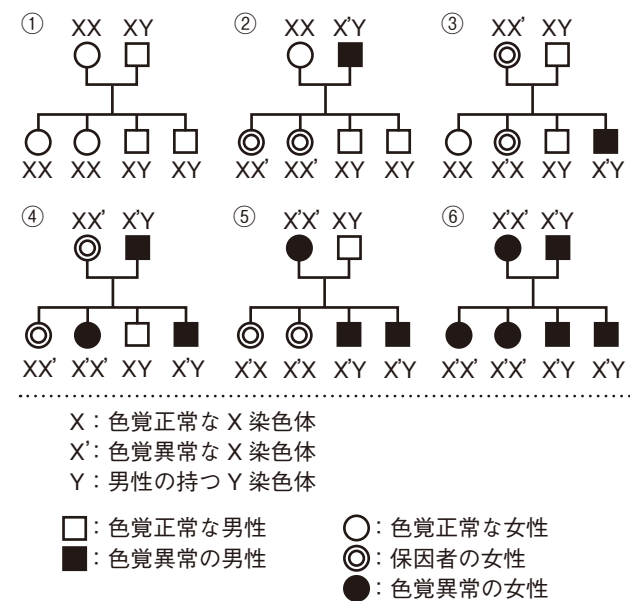 ① XX XY
② XX X'Y
③ XX' XY
XX XX XY XY
XX' XX' XY XY
XX X'X XY X'Y
④ XX' X'Y
⑤ X'X' XY
⑥ X'X' X'Y
XX' X'X' XY X'Y
X'X X'X X'Y X'Y
X'X' X'X' X'Y X'Y
X：色覚正常な X 染色体
X'：色覚異常な X 染色体
Y：男性の持つ Y 染色体
：色覚正常な男性
：色覚異常の男性
：色覚正常な女性
：保因者の女性
：色覚異常の女性